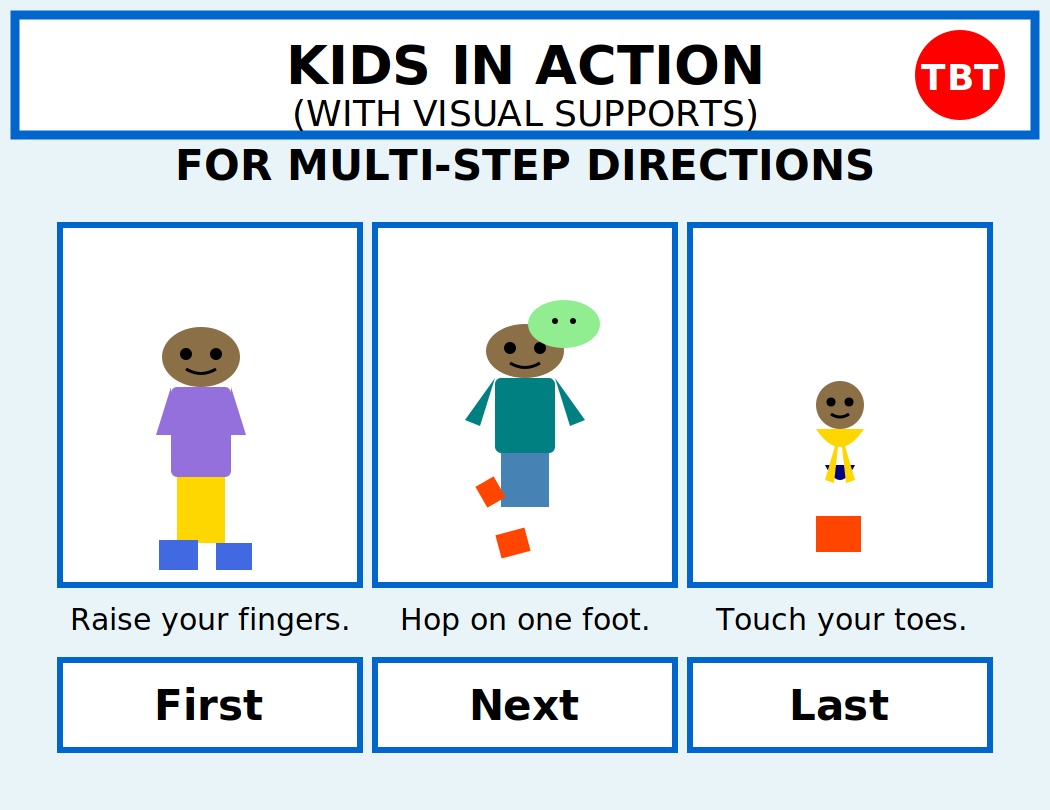 KIDS IN ACTION
TBT
(WITH VISUAL SUPPORTS)
FOR MULTI-STEP DIRECTIONS
Raise your fingers.
Hop on one foot.
Touch your toes.
First
Next
Last